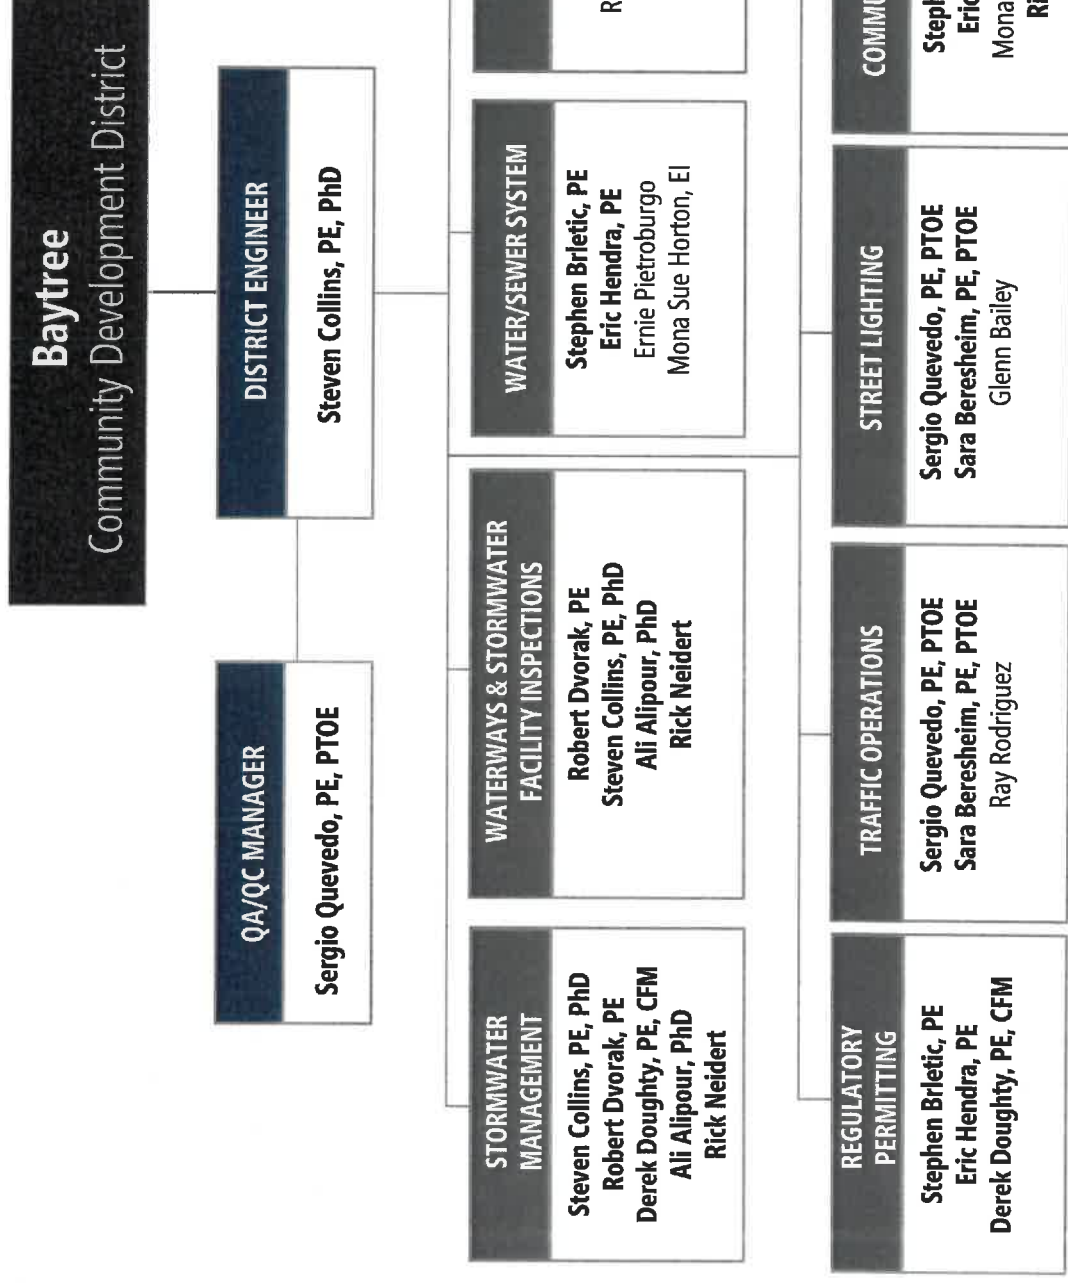 Baytree
Community Development District
QA/QC MANAGER
Sergio Quevedo, PE, PTOE
DISTRICT ENGINEER
Steven Collins, PE, PhD
STORMWATER
MANAGEMENT
Steven Collins, PE, PhD
Robert Dvorak, PE
Derek Doughty, PE, CFM
Ali Alipour, PhD
Rick Neidert
WATERWAYS & STORMWATER
FACILITY INSPECTIONS
Robert Dvorak, PE
Steven Collins, PE, PhD
Ali Alipour, PhD
Rick Neidert
WATER/SEWER SYSTEM
Stephen Brletic, PE
Eric Hendra, PE
Ernie Pietroburgo
Mona Sue Horton, EI
R
REGULATORY
PERMITTING
Stephen Brletic, PE
Eric Hendra, PE
Derek Doughty, PE, CFM
TRAFFIC OPERATIONS
Sergio Quevedo, PE, PTOE
Sara Beresheim, PE, PTOE
Ray Rodriguez
STREET LIGHTING
Sergio Quevedo, PE, PTOE
Sara Beresheim, PE, PTOE
Glenn Bailey
COMMU
Steph
Eric
Mona
Ri